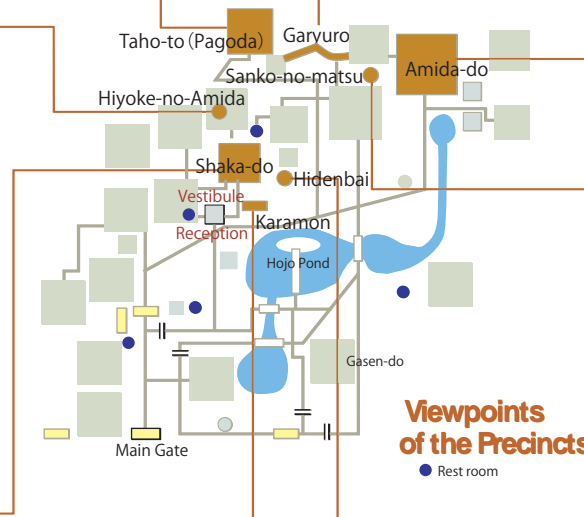 Taho-to（Pagoda）
Garyuro
Sanko-no-matsu
Amida-do
Hiyoke-no-Amida
Shaka-do
Hidenbai
Vestibule
Reception
Karamon
Hojo Pond
Gasen-do
Main Gate
Viewpoints
of the Precincts
Rest room